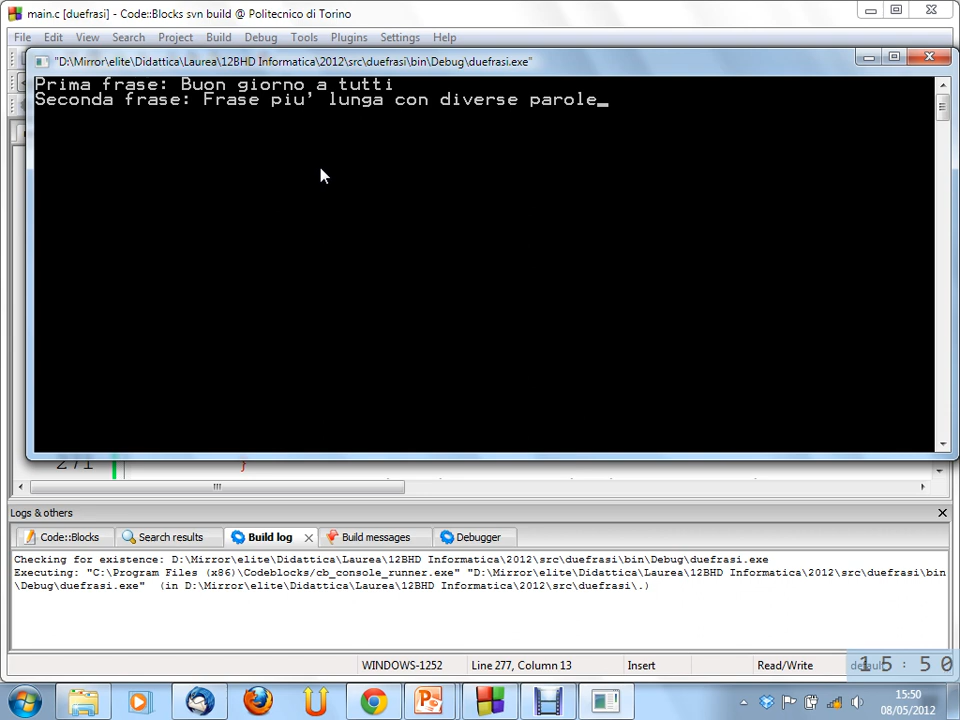 main.c [duefrasi] - Code::Blocks svn build @ Politecnico di Torino
File Edit View Search Project Build Debug Tools Plugins Settings Help
"D:\Mirror\elite\Didattica\Laurea\12BHD Informatica\2012\src\duefrasi\bin\Debug\duefrasi.exe"
Prima frase: Buon giorno a tutti
Seconda frase: Frase piu' lunga con diverse parole_
271 }
Logs & others
Code::Blocks Search results Build log Build messages Debugger
Checking for existence: D:\Mirror\elite\Didattica\Laurea\12BHD Informatica\2012\src\duefrasi\bin\Debug\duefrasi.exe
Executing: "C:\Program Files (x86)\Codeblocks/cb_console_runner.exe" "D:\Mirror\elite\Didattica\Laurea\12BHD Informatica\2012\src\duefrasi\bin
\Debug\duefrasi.exe" (in D:\Mirror\elite\Didattica\Laurea\12BHD Informatica\2012\src\duefrasi\.)
WINDOWS-1252 Line 277, Column 13 Insert Read/Write default
15:50
15:50
08/05/2012